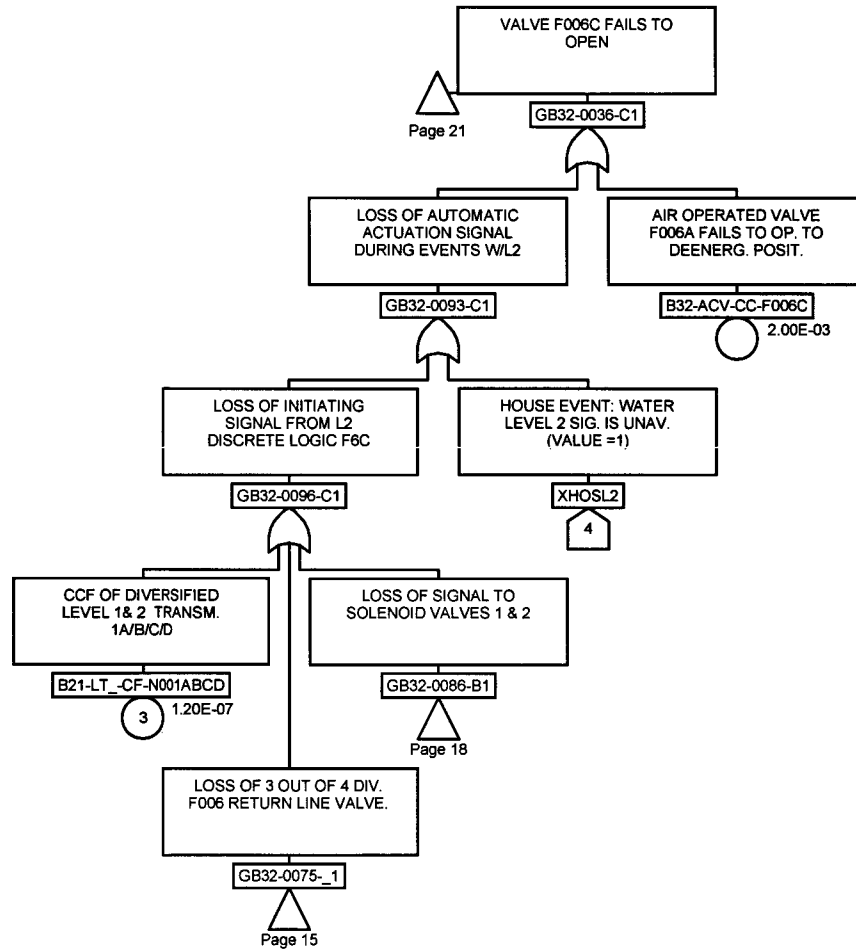 VALVE F006C FAILS TO
OPEN
Page 21
GB32-0036-C1
LOSS OF AUTOMATIC
ACTUATION SIGNAL
DURING EVENTS W/L2
GB32-0093-C1
AIR OPERATED VALVE
F006A FAILS TO OP. TO
DEENERG. POSIT.
B32-ACV-CC-F006C
2.00E-03
LOSS OF INITIATING
SIGNAL FROM L2
DISCRETE LOGIC F6C
GB32-0096-C1
HOUSE EVENT: WATER
LEVEL 2 SIG. IS UNAV.
(VALUE =1)
XHOSL2
4
CCF OF DIVERSIFIED
LEVEL 1& 2 TRANSM.
1A/B/C/D
B21-LT_-CF-N001ABCD
3
1.20E-07
LOSS OF SIGNAL TO
SOLENOID VALVES 1 & 2
GB32-0086-B1
Page 18
LOSS OF 3 OUT OF 4 DIV.
F006 RETURN LINE VALVE.
GB32-0075-_1
Page 15